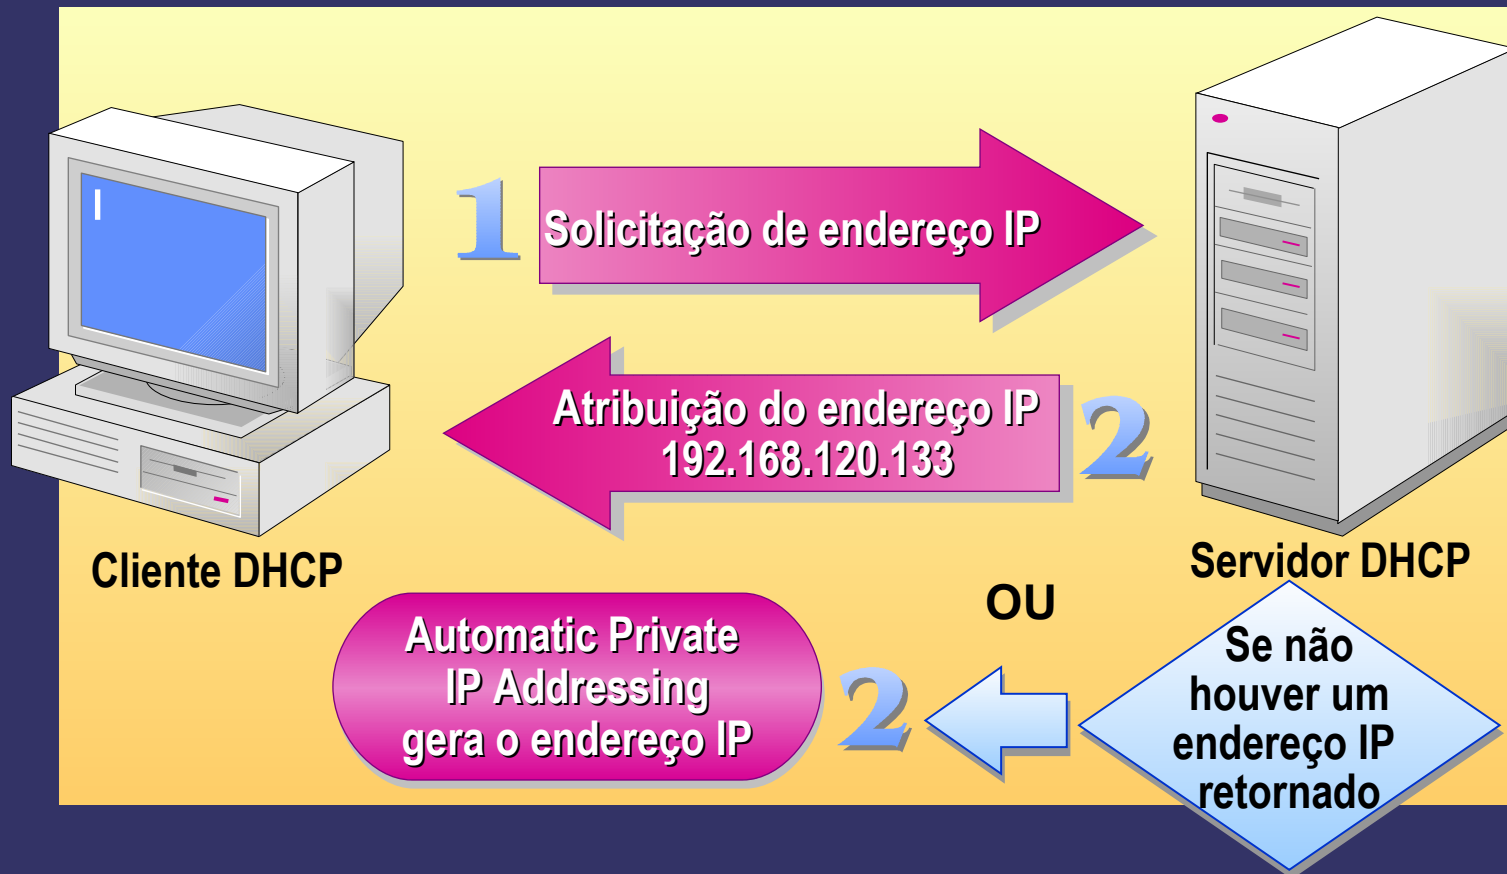 1
Solicitação de endereço IP
Atribuição do endereço IP
192.168.120.133
2
Cliente DHCP
Servidor DHCP
OU
Se não
houver um
endereço IP
retornado
2
Automatic Private
IP Addressing
gera o endereço IP